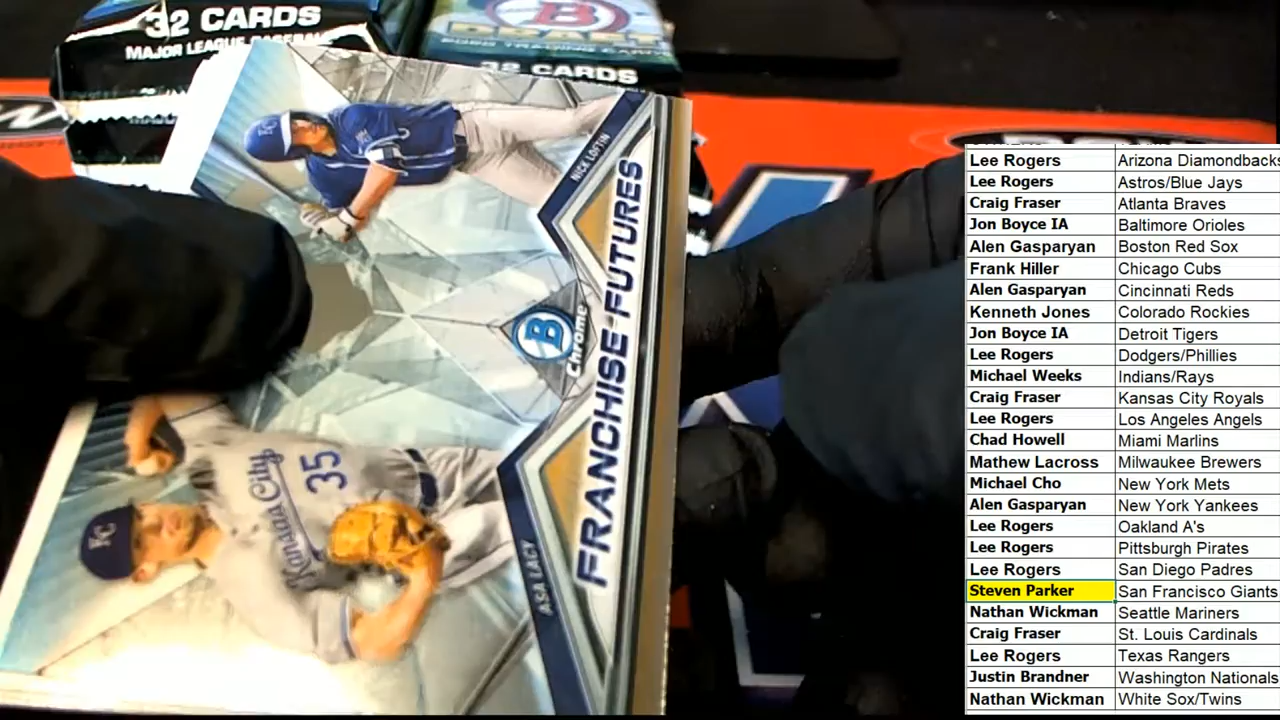 32 CARDS
MAJOR LEAGUE BASEBALL
B
DRAFT
32 CARDS
KC
NICK LOFTIN
FRANCHISE FUTURES
B
Chrome
Kansas City
35
KC
ASA LACY
Lee Rogers Arizona Diamondbacks
Lee Rogers Astros/Blue Jays
Craig Fraser Atlanta Braves
Jon Boyce IA Baltimore Orioles
Alen Gasparyan Boston Red Sox
Frank Hiller Chicago Cubs
Alen Gasparyan Cincinnati Reds
Kenneth Jones Colorado Rockies
Jon Boyce IA Detroit Tigers
Lee Rogers Dodgers/Phillies
Michael Weeks Indians/Rays
Craig Fraser Kansas City Royals
Lee Rogers Los Angeles Angels
Chad Howell Miami Marlins
Mathew Lacross Milwaukee Brewers
Michael Cho New York Mets
Alen Gasparyan New York Yankees
Lee Rogers Oakland A's
Lee Rogers Pittsburgh Pirates
Lee Rogers San Diego Padres
Steven Parker San Francisco Giants
Nathan Wickman Seattle Mariners
Craig Fraser St. Louis Cardinals
Lee Rogers Texas Rangers
Justin Brandner Washington Nationals
Nathan Wickman White Sox/Twins